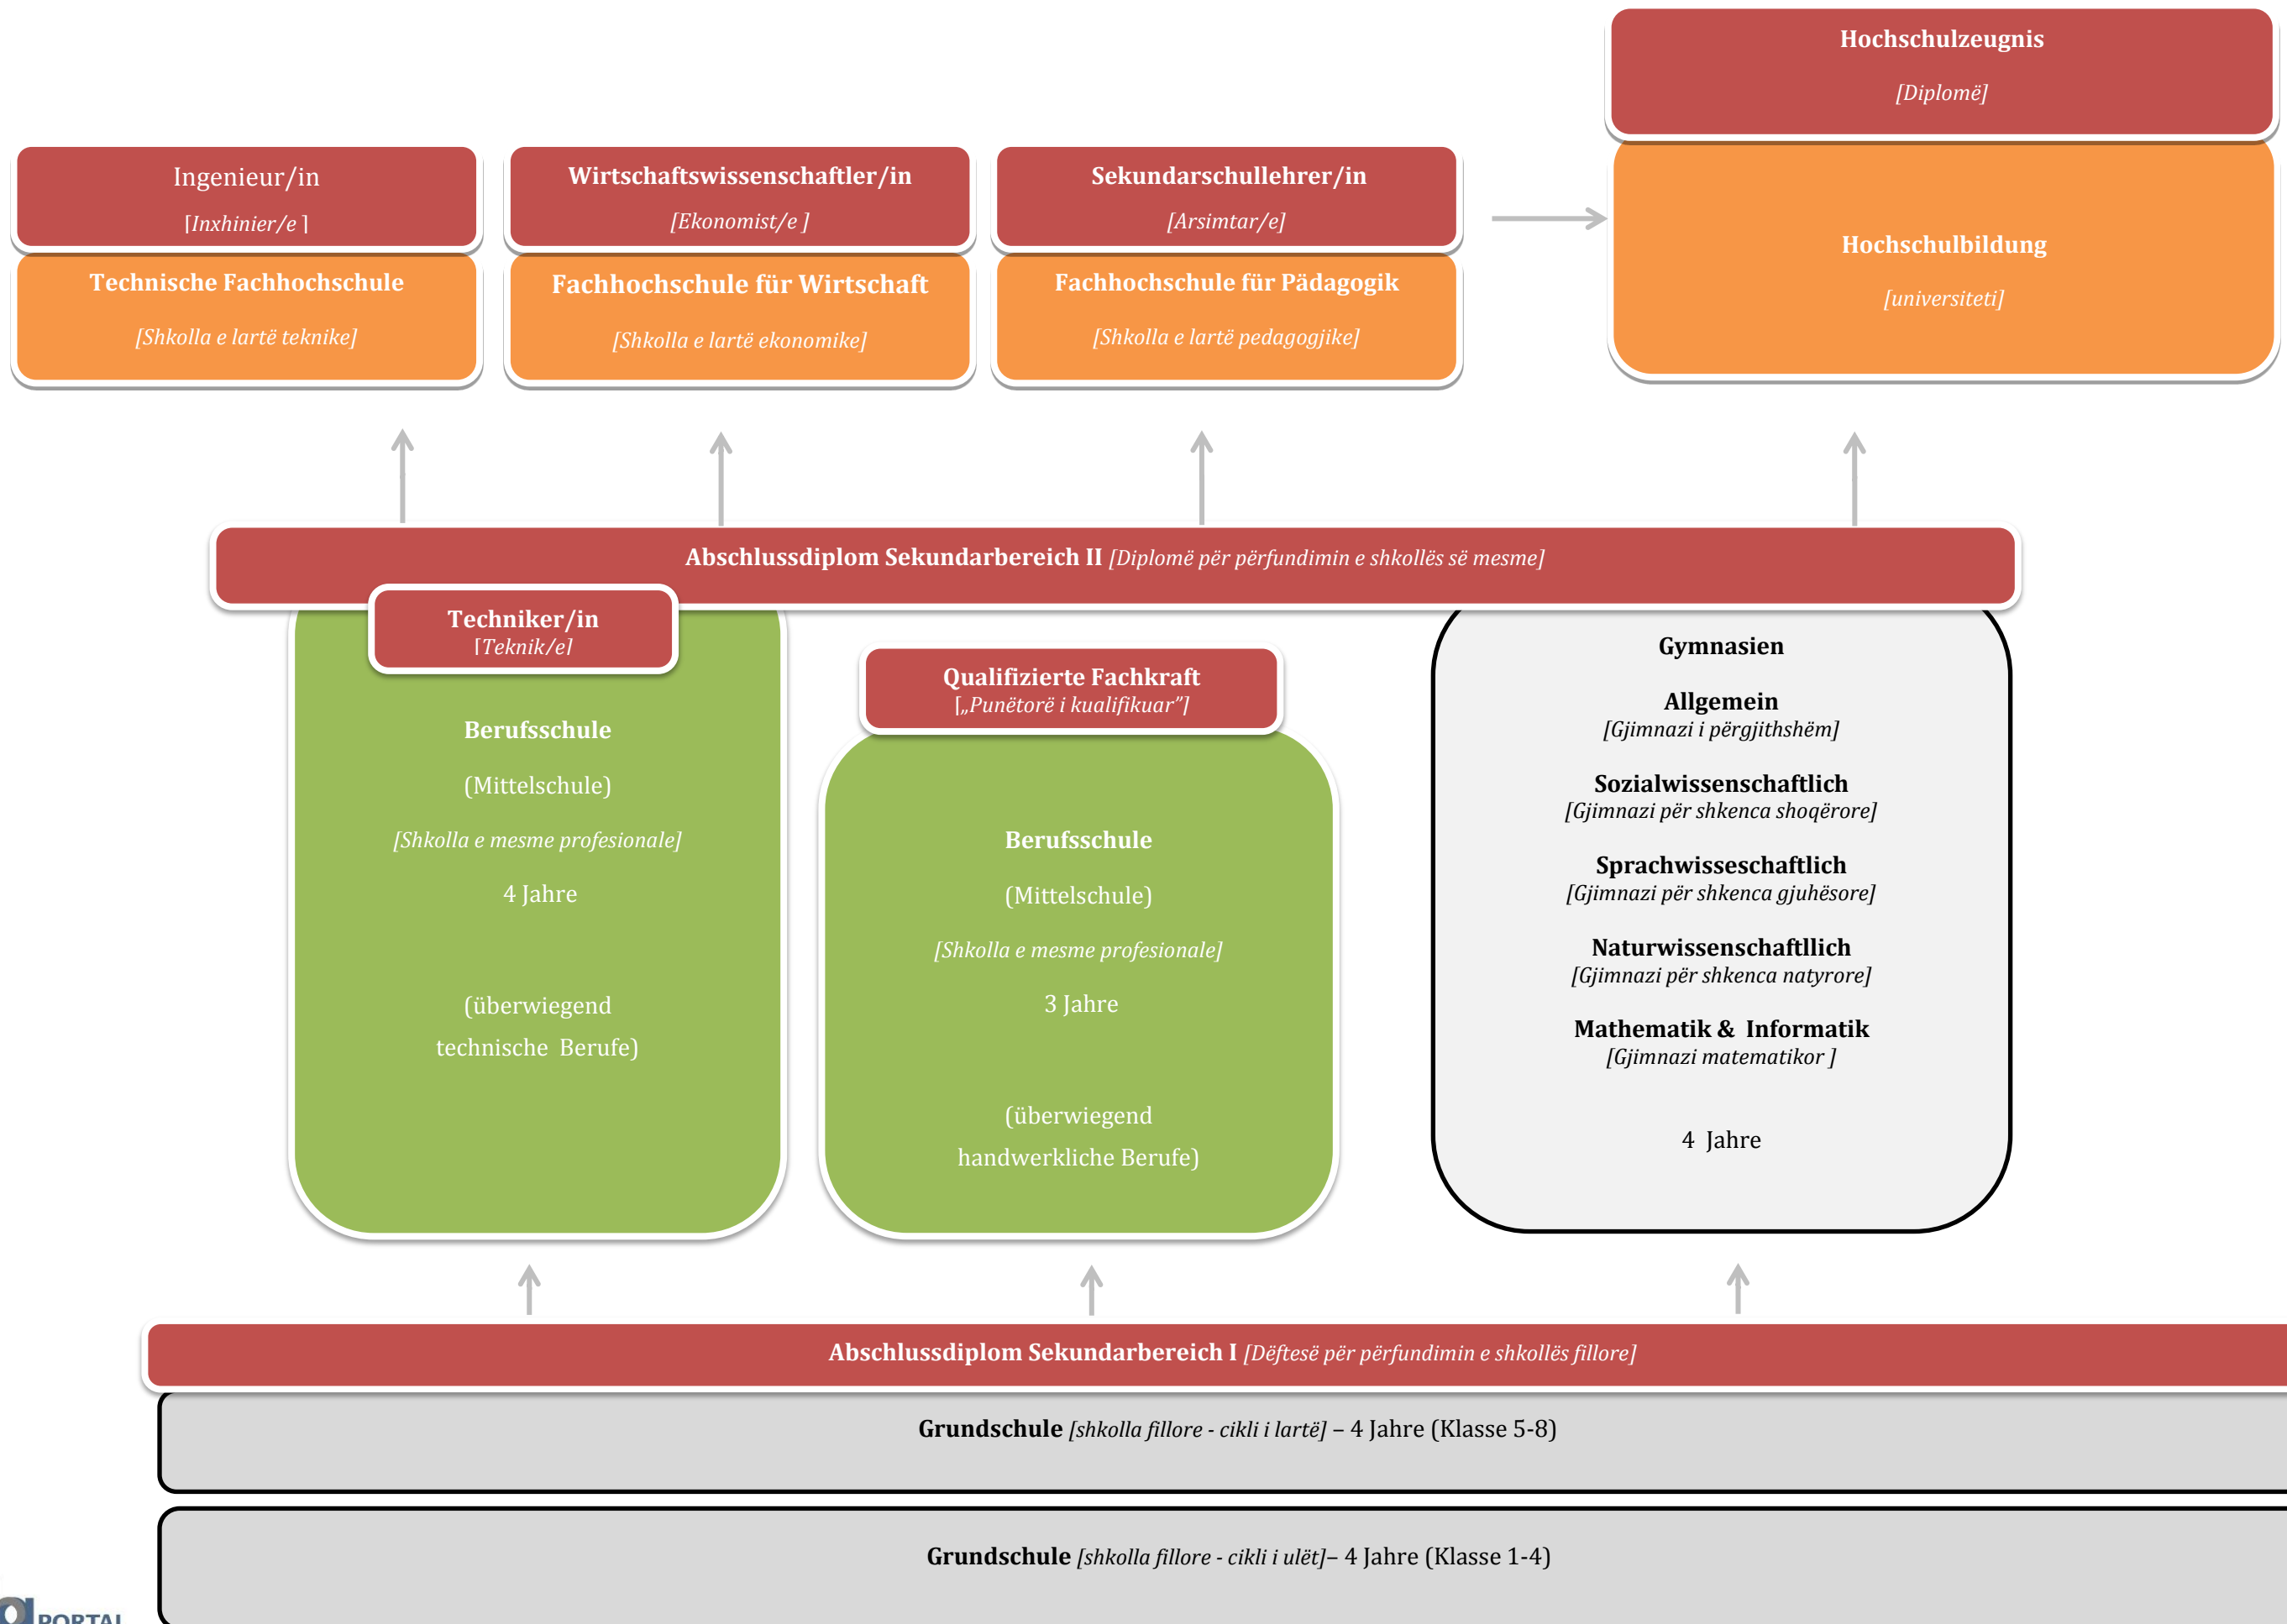 Hochschulzeugnis
[Diplomë]
Ingenieur/in
[Inxhinier/e ]
Wirtschaftswissenschaftler/in
[Ekonomist/e ]
Sekundarschullehrer/in
[Arsimtar/e]
Technische Fachhochschule
[Shkolla e lartë teknike]
Fachhochschule für Wirtschaft
[Shkolla e lartë ekonomike]
Fachhochschule für Pädagogik
[Shkolla e lartë pedagogjike]
Hochschulbildung
[universiteti]
Abschlussdiplom Sekundarbereich II [Diplomë për përfundimin e shkollës së mesme]
Techniker/in
[Teknik/e]
Berufsschule
(Mittelschule)
[Shkolla e mesme profesionale]
4 Jahre
(überwiegend
technische Berufe)
Qualifizierte Fachkraft
[„Punëtorë i kualifikuar”]
Berufsschule
(Mittelschule)
[Shkolla e mesme profesionale]
3 Jahre
(überwiegend
handwerkliche Berufe)
Gymnasien
Allgemein
[Gjimnazi i përgjithshëm]
Sozialwissenschaftlich
[Gjimnazi për shkenca shoqërore]
Sprachwisseschaftlich
[Gjimnazi për shkenca gjuhësore]
Naturwissenschaftllich
[Gjimnazi për shkenca natyrore]
Mathematik & Informatik
[Gjimnazi matematikor ]
4 Jahre
Abschlussdiplom Sekundarbereich I [Dëftesë për përfundimin e shkollës fillore]
Grundschule [shkolla fillore - cikli i lartë] – 4 Jahre (Klasse 5-8)
Grundschule [shkolla fillore - cikli i ulët]– 4 Jahre (Klasse 1-4)
PORTAL